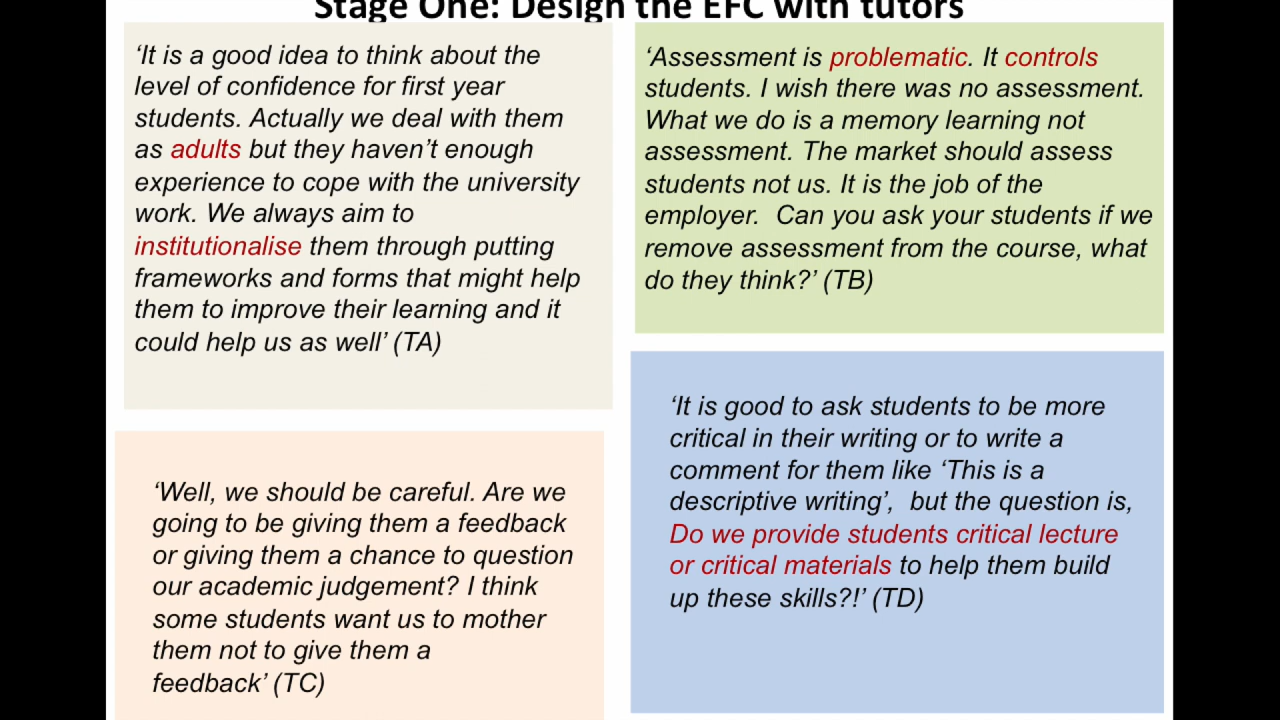 Stage One: Design the EFC with tutors
‘It is a good idea to think about the
level of confidence for first year
students. Actually we deal with them
as adults but they haven’t enough
experience to cope with the university
work. We always aim to
institutionalise them through putting
frameworks and forms that might help
them to improve their learning and it
could help us as well’ (TA)
‘Assessment is problematic. It controls
students. I wish there was no assessment.
What we do is a memory learning not
assessment. The market should assess
students not us. It is the job of the
employer.  Can you ask your students if we
remove assessment from the course, what
do they think?’ (TB)
‘Well, we should be careful. Are we
going to be giving them a feedback
or giving them a chance to question
our academic judgement? I think
some students want us to mother
them not to give them a
feedback’ (TC)
‘It is good to ask students to be more
critical in their writing or to write a
comment for them like ‘This is a
descriptive writing’,  but the question is,
Do we provide students critical lecture
or critical materials to help them build
up these skills?!’ (TD)